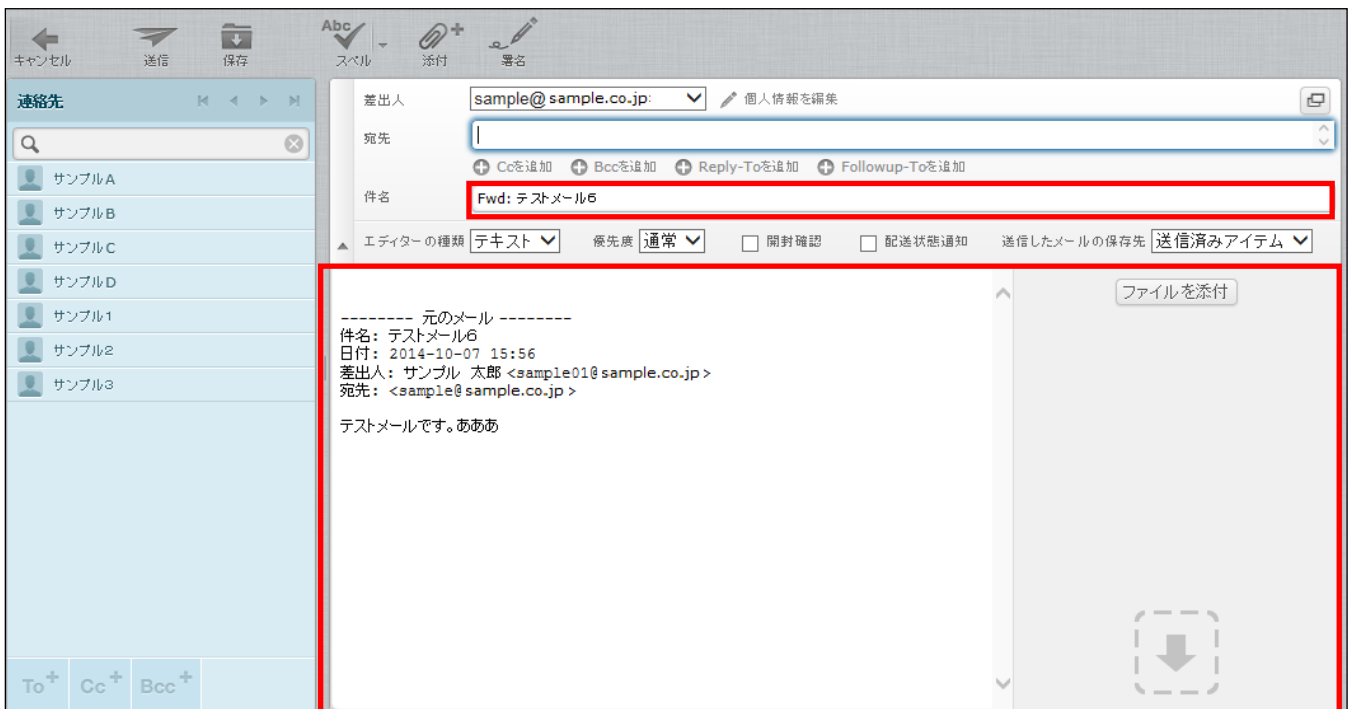 キャンセル 送信 保存 Abc スペル 添付 署名
連絡先
サンプルA
サンプルB
サンプルC
サンプルD
サンプル1
サンプル2
サンプル3
To+ Cc+ Bcc+
差出人 sample@sample.co.jp: 個人情報を編集
宛先
Ccを追加 Bccを追加 Reply-Toを追加 Followup-Toを追加
件名 Fwd: テストメール6
エディターの種類 テキスト 優先度 通常 開封確認 配送状態通知 送信したメールの保存先 送信済みアイテム
ファイルを添付
-------- 元のメール --------
件名: テストメール6
日付: 2014-10-07 15:56
差出人: サンプル 太郎 <sample01@sample.co.jp>
宛先: <sample@sample.co.jp>
テストメールです。あああ